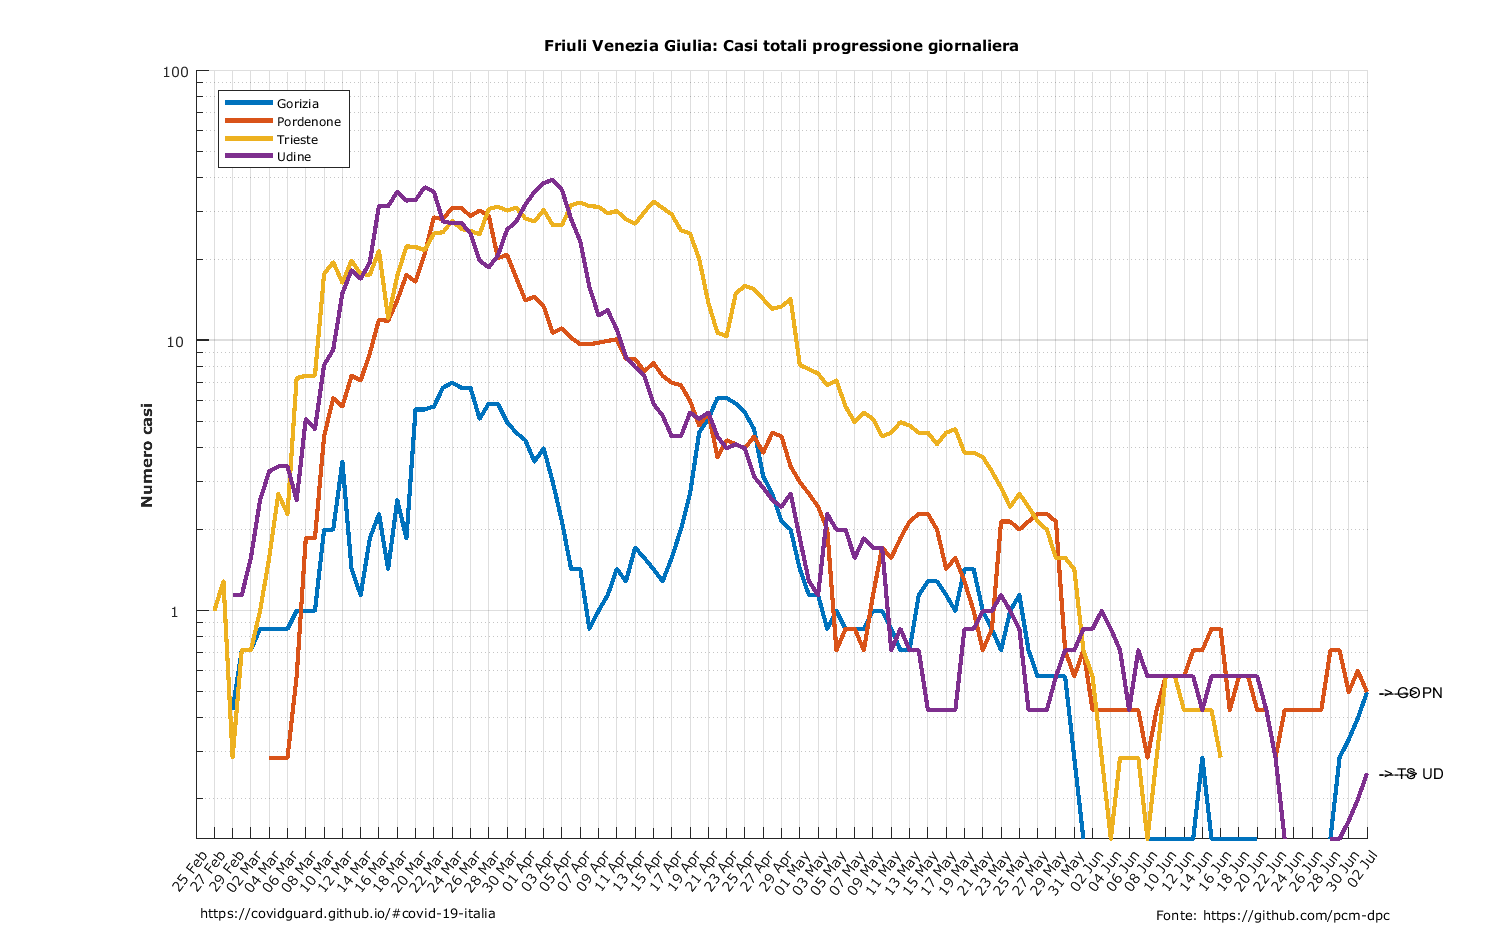 Friuli Venezia Giulia: Casi totali progressione giornaliera
Numero casi
100
10
1
Gorizia
Pordenone
Trieste
Udine
-> GO PN
-> TS UD
25 Feb
27 Feb
29 Feb
02 Mar
04 Mar
06 Mar
08 Mar
10 Mar
12 Mar
14 Mar
16 Mar
18 Mar
20 Mar
22 Mar
24 Mar
26 Mar
28 Mar
30 Mar
01 Apr
03 Apr
05 Apr
07 Apr
09 Apr
11 Apr
13 Apr
15 Apr
17 Apr
19 Apr
21 Apr
23 Apr
25 Apr
27 Apr
29 Apr
01 May
03 May
05 May
07 May
09 May
11 May
13 May
15 May
17 May
19 May
21 May
23 May
25 May
27 May
29 May
31 May
02 Jun
04 Jun
06 Jun
08 Jun
10 Jun
12 Jun
14 Jun
16 Jun
18 Jun
20 Jun
22 Jun
24 Jun
26 Jun
28 Jun
30 Jun
02 Jul
https://covidguard.github.io/#covid-19-italia
Fonte: https://github.com/pcm-dpc